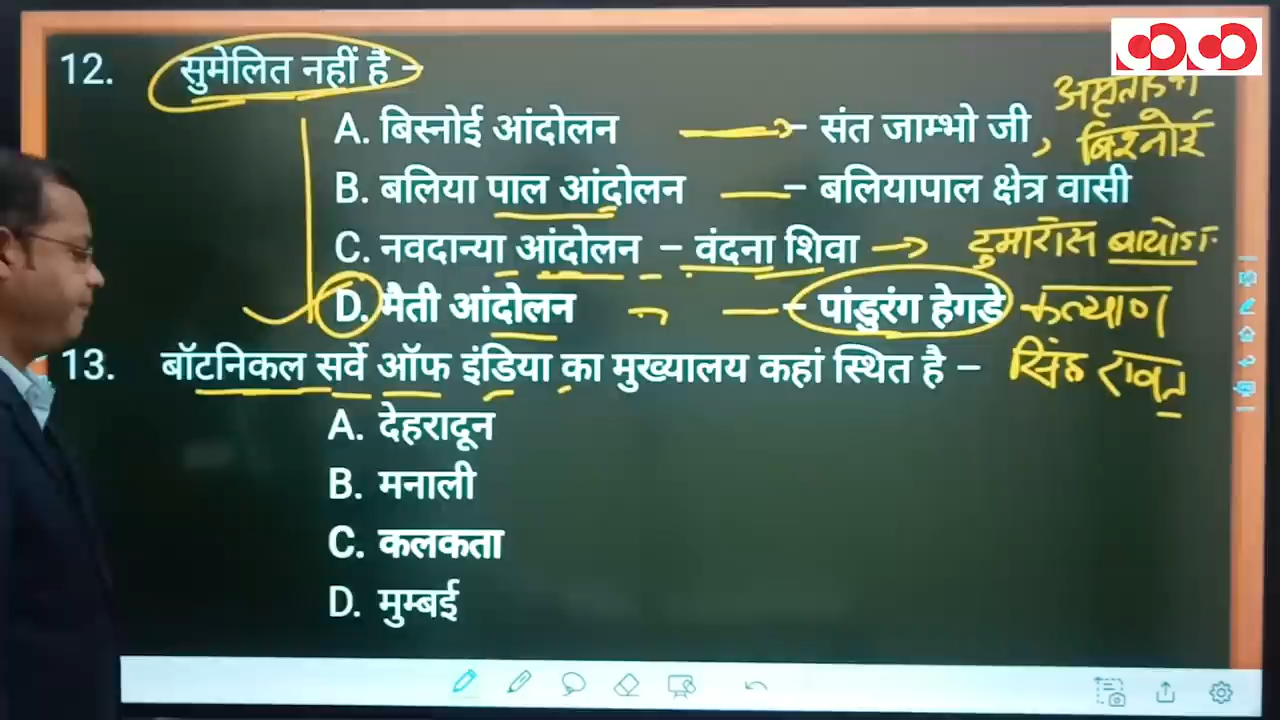 12. सुमेलित नहीं है –
A. बिस्नोई आंदोलन – संत जाम्भो जी ,
बिश्नोई
B. बलिया पाल आंदोलन – बलियापाल क्षेत्र वासी
C. नवदान्या आंदोलन – वंदना शिवा →
D. मैती आंदोलन – पांडुरंग हेगडे कल्याण
सिंह रावत
13. बॉटनिकल सर्वे ऑफ इंडिया का मुख्यालय कहां स्थित है –
A. देहरादून
B. मनाली
C. कलकता
D. मुम्बई